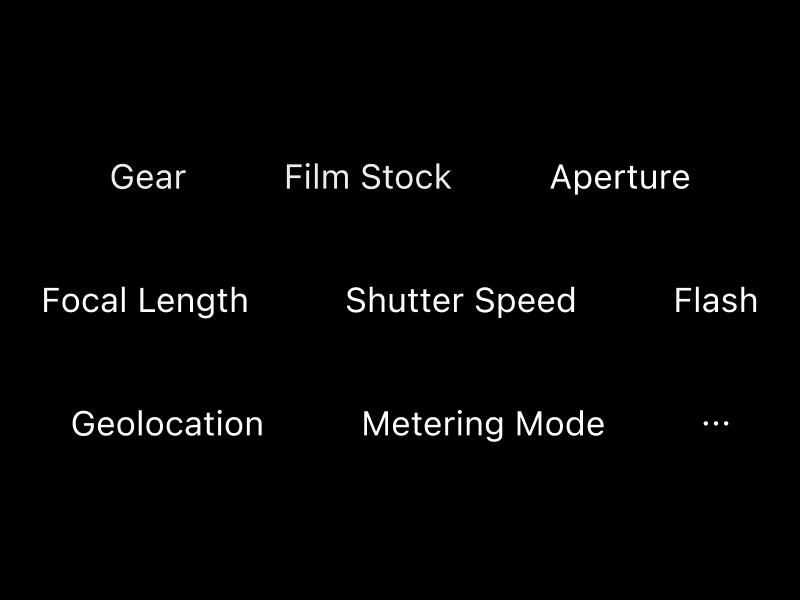 Gear Film Stock Aperture
Focal Length Shutter Speed Flash
Geolocation Metering Mode ...